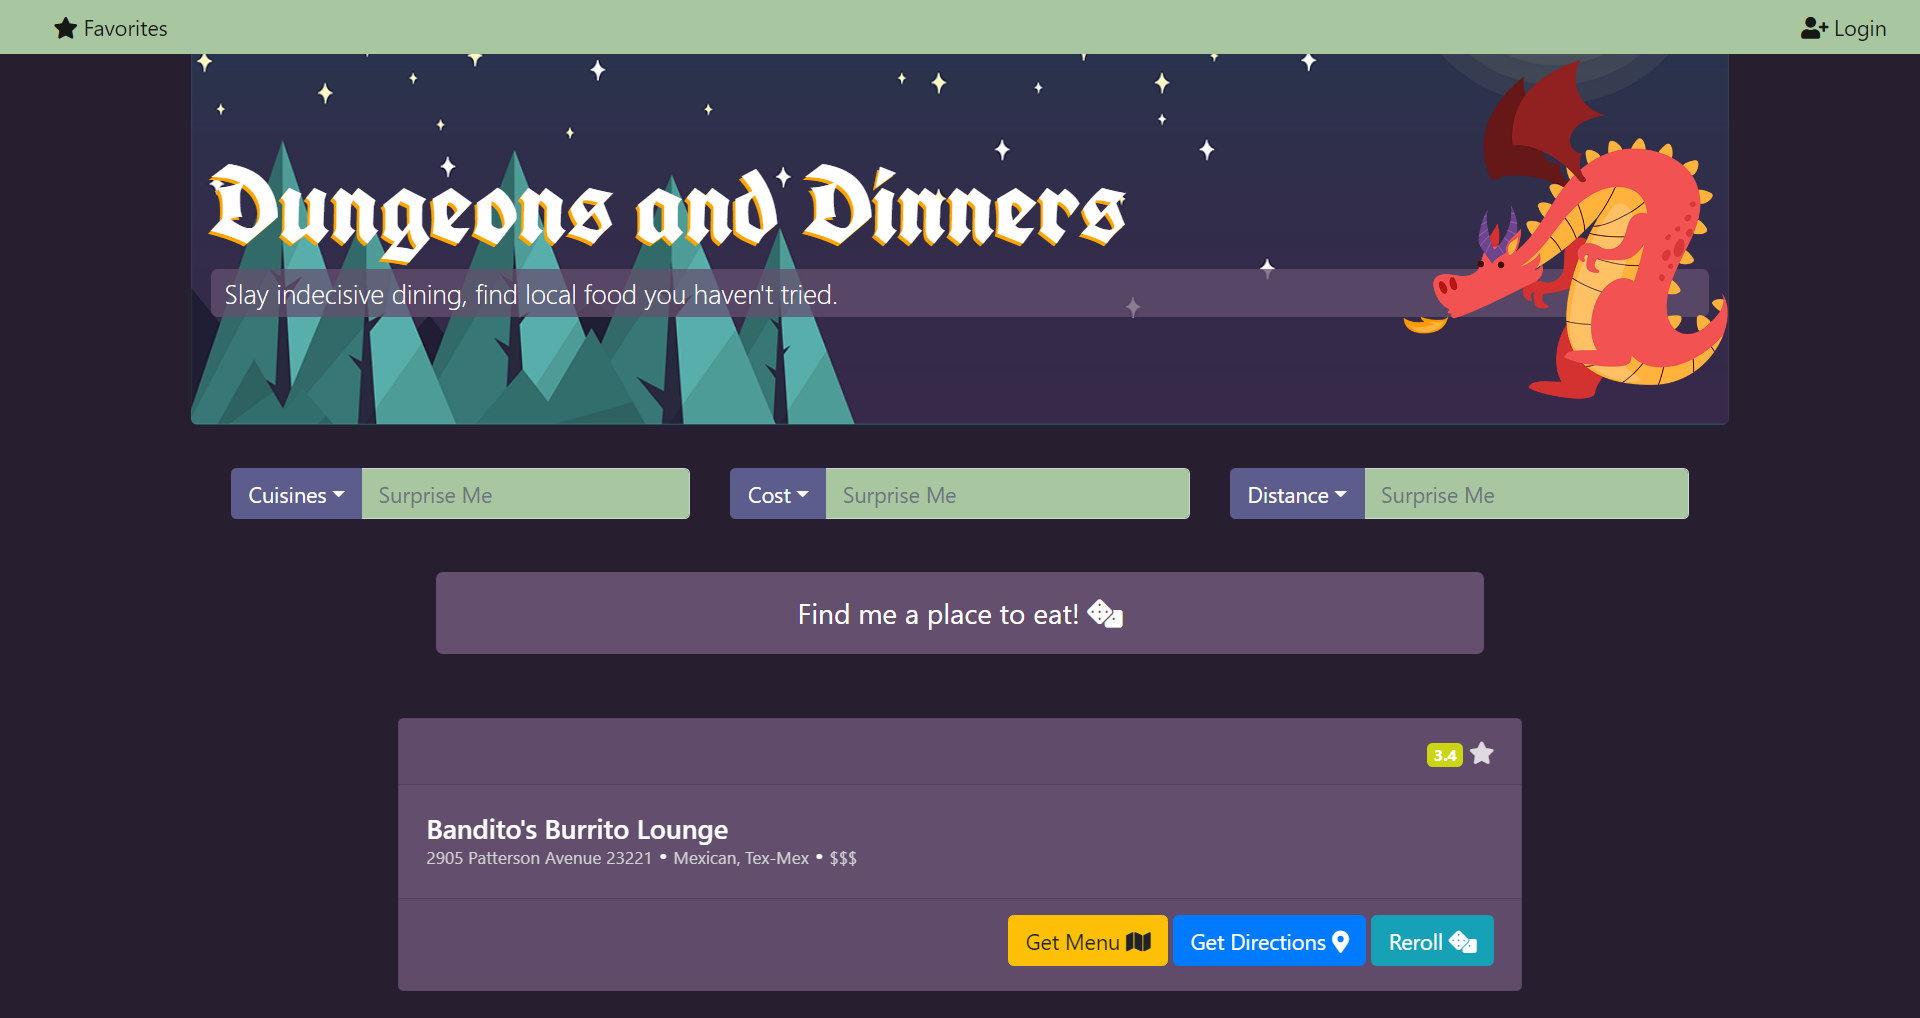 Favorites
Login
Dungeons and Dinners
Slay indecisive dining, find local food you haven't tried.
Cuisines Surprise Me
Cost Surprise Me
Distance Surprise Me
Find me a place to eat!
3.4
Bandito's Burrito Lounge
2905 Patterson Avenue 23221 • Mexican, Tex-Mex • $$$
Get Menu Get Directions Reroll